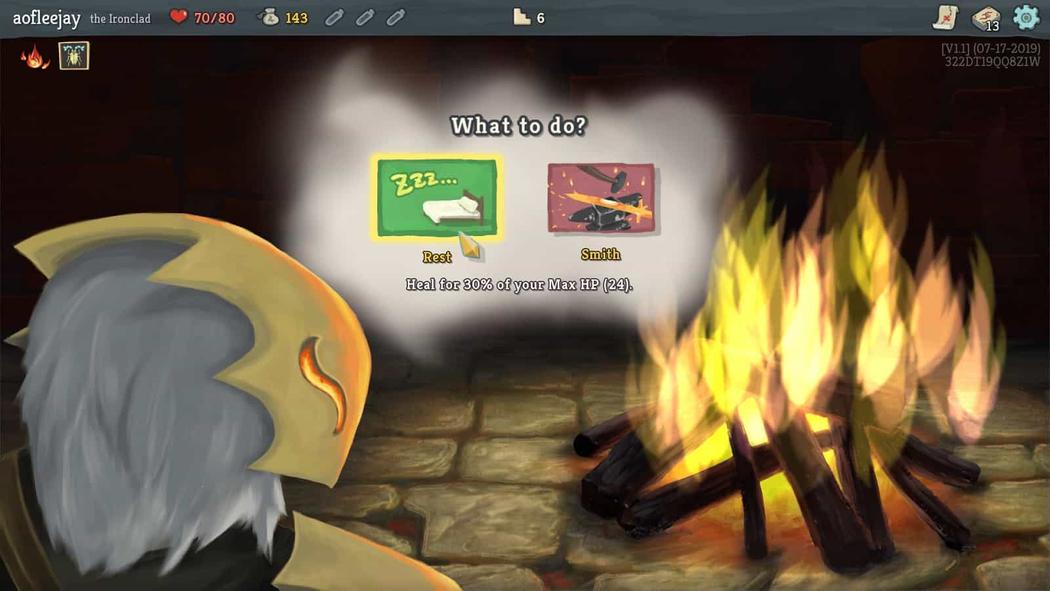 aofleejay the Ironclad 70/80 143 6 13
[V1.1] (07-17-2019)
322DT19QQ8Z1W
What to do?
Zzz...
Rest
Smith
Heal for 30% of your Max HP (24).